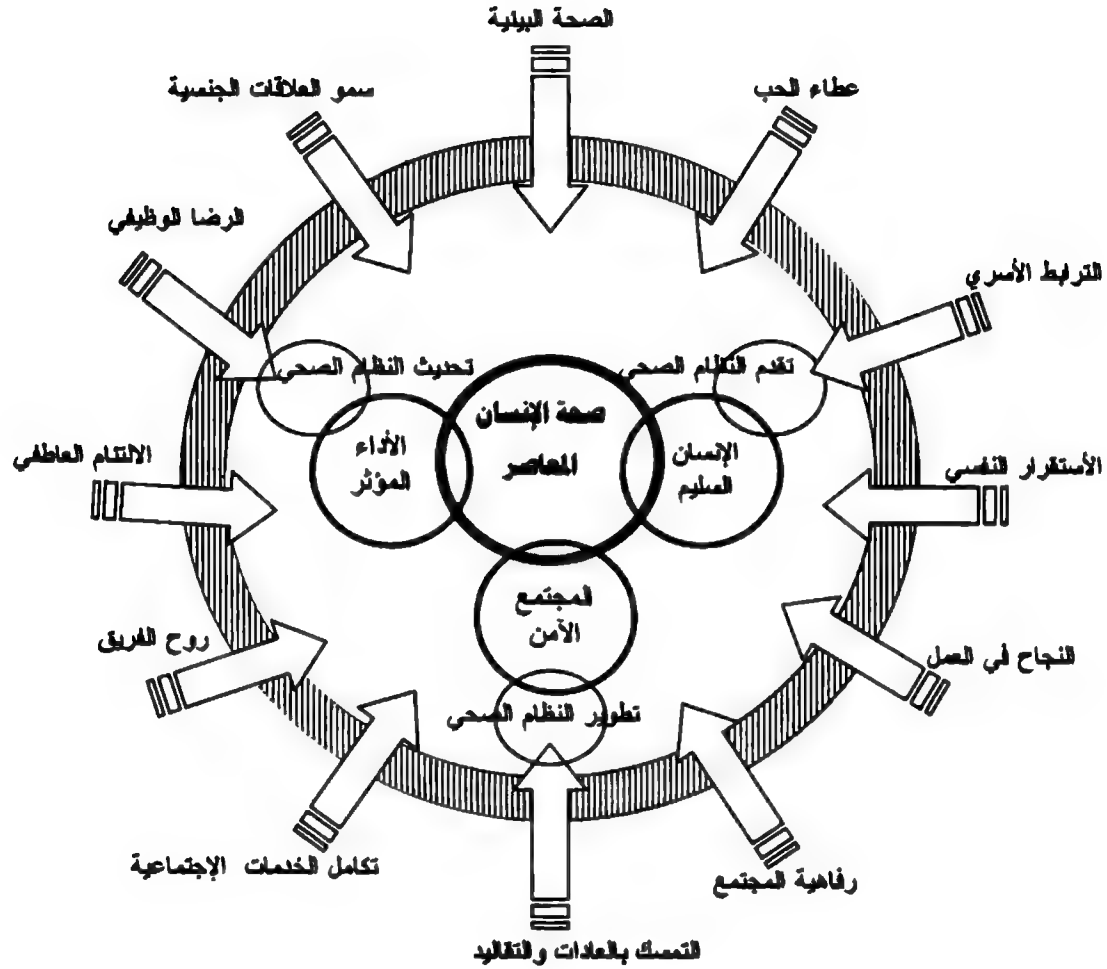 الصحة البيئية
عطاء الحب
سمو العلاقات الجنسية
الرضا الوظيفي
الترابط الأسري
تقدم النظام الصحي
تحديث النظام الصحي
صحة الإنسان
المعاصر
الإنسان
السليم
الأداء
المؤثر
الأستقرار النفسي
الالتئام العاطفي
المجتمع
الآمن
النجاح في العمل
روح الفريق
تطوير النظام الصحي
رفاهية المجتمع
تكامل الخدمات الإجتماعية
التمسك بالعادات والتقاليد